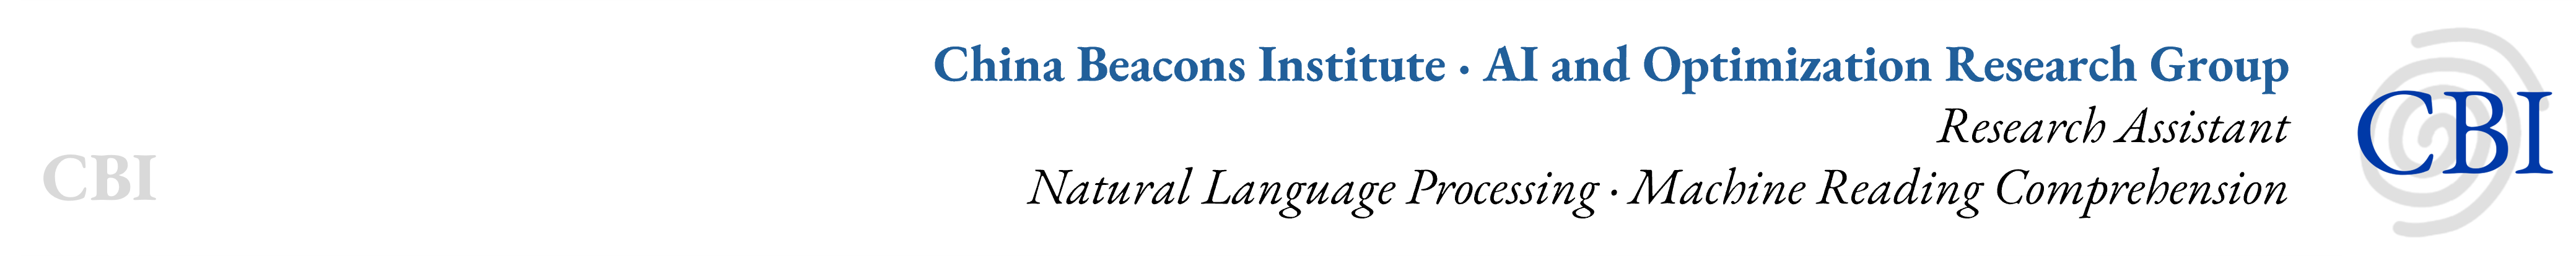 China Beacons Institute · AI and Optimization Research Group
Research Assistant
CBI
Natural Language Processing · Machine Reading Comprehension
CBI